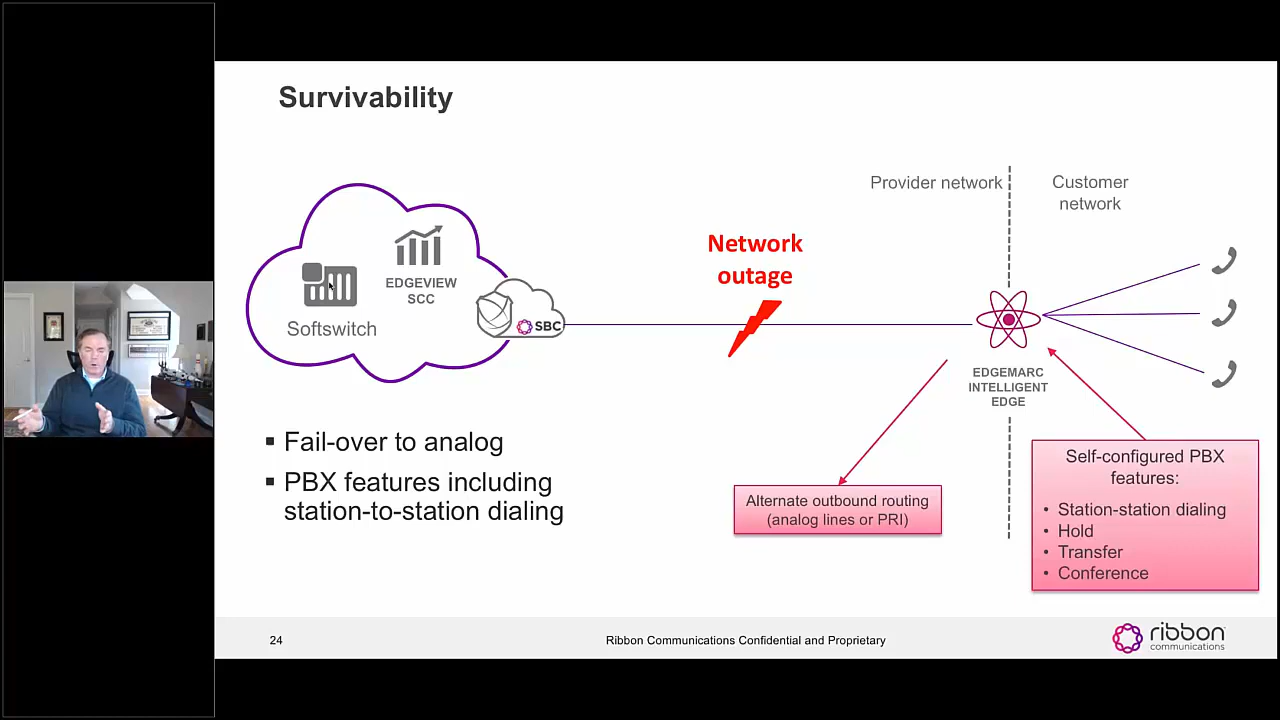 Survivability
Provider network
Customer
network
Network
outage
EDGEVIEW
SCC
Softswitch
SBC
EDGEMARC
INTELLIGENT
EDGE
▪ Fail-over to analog
▪ PBX features including
station-to-station dialing
Alternate outbound routing
(analog lines or PRI)
Self-configured PBX
features:
• Station-station dialing
• Hold
• Transfer
• Conference
24
Ribbon Communications Confidential and Proprietary
ribbon
communications